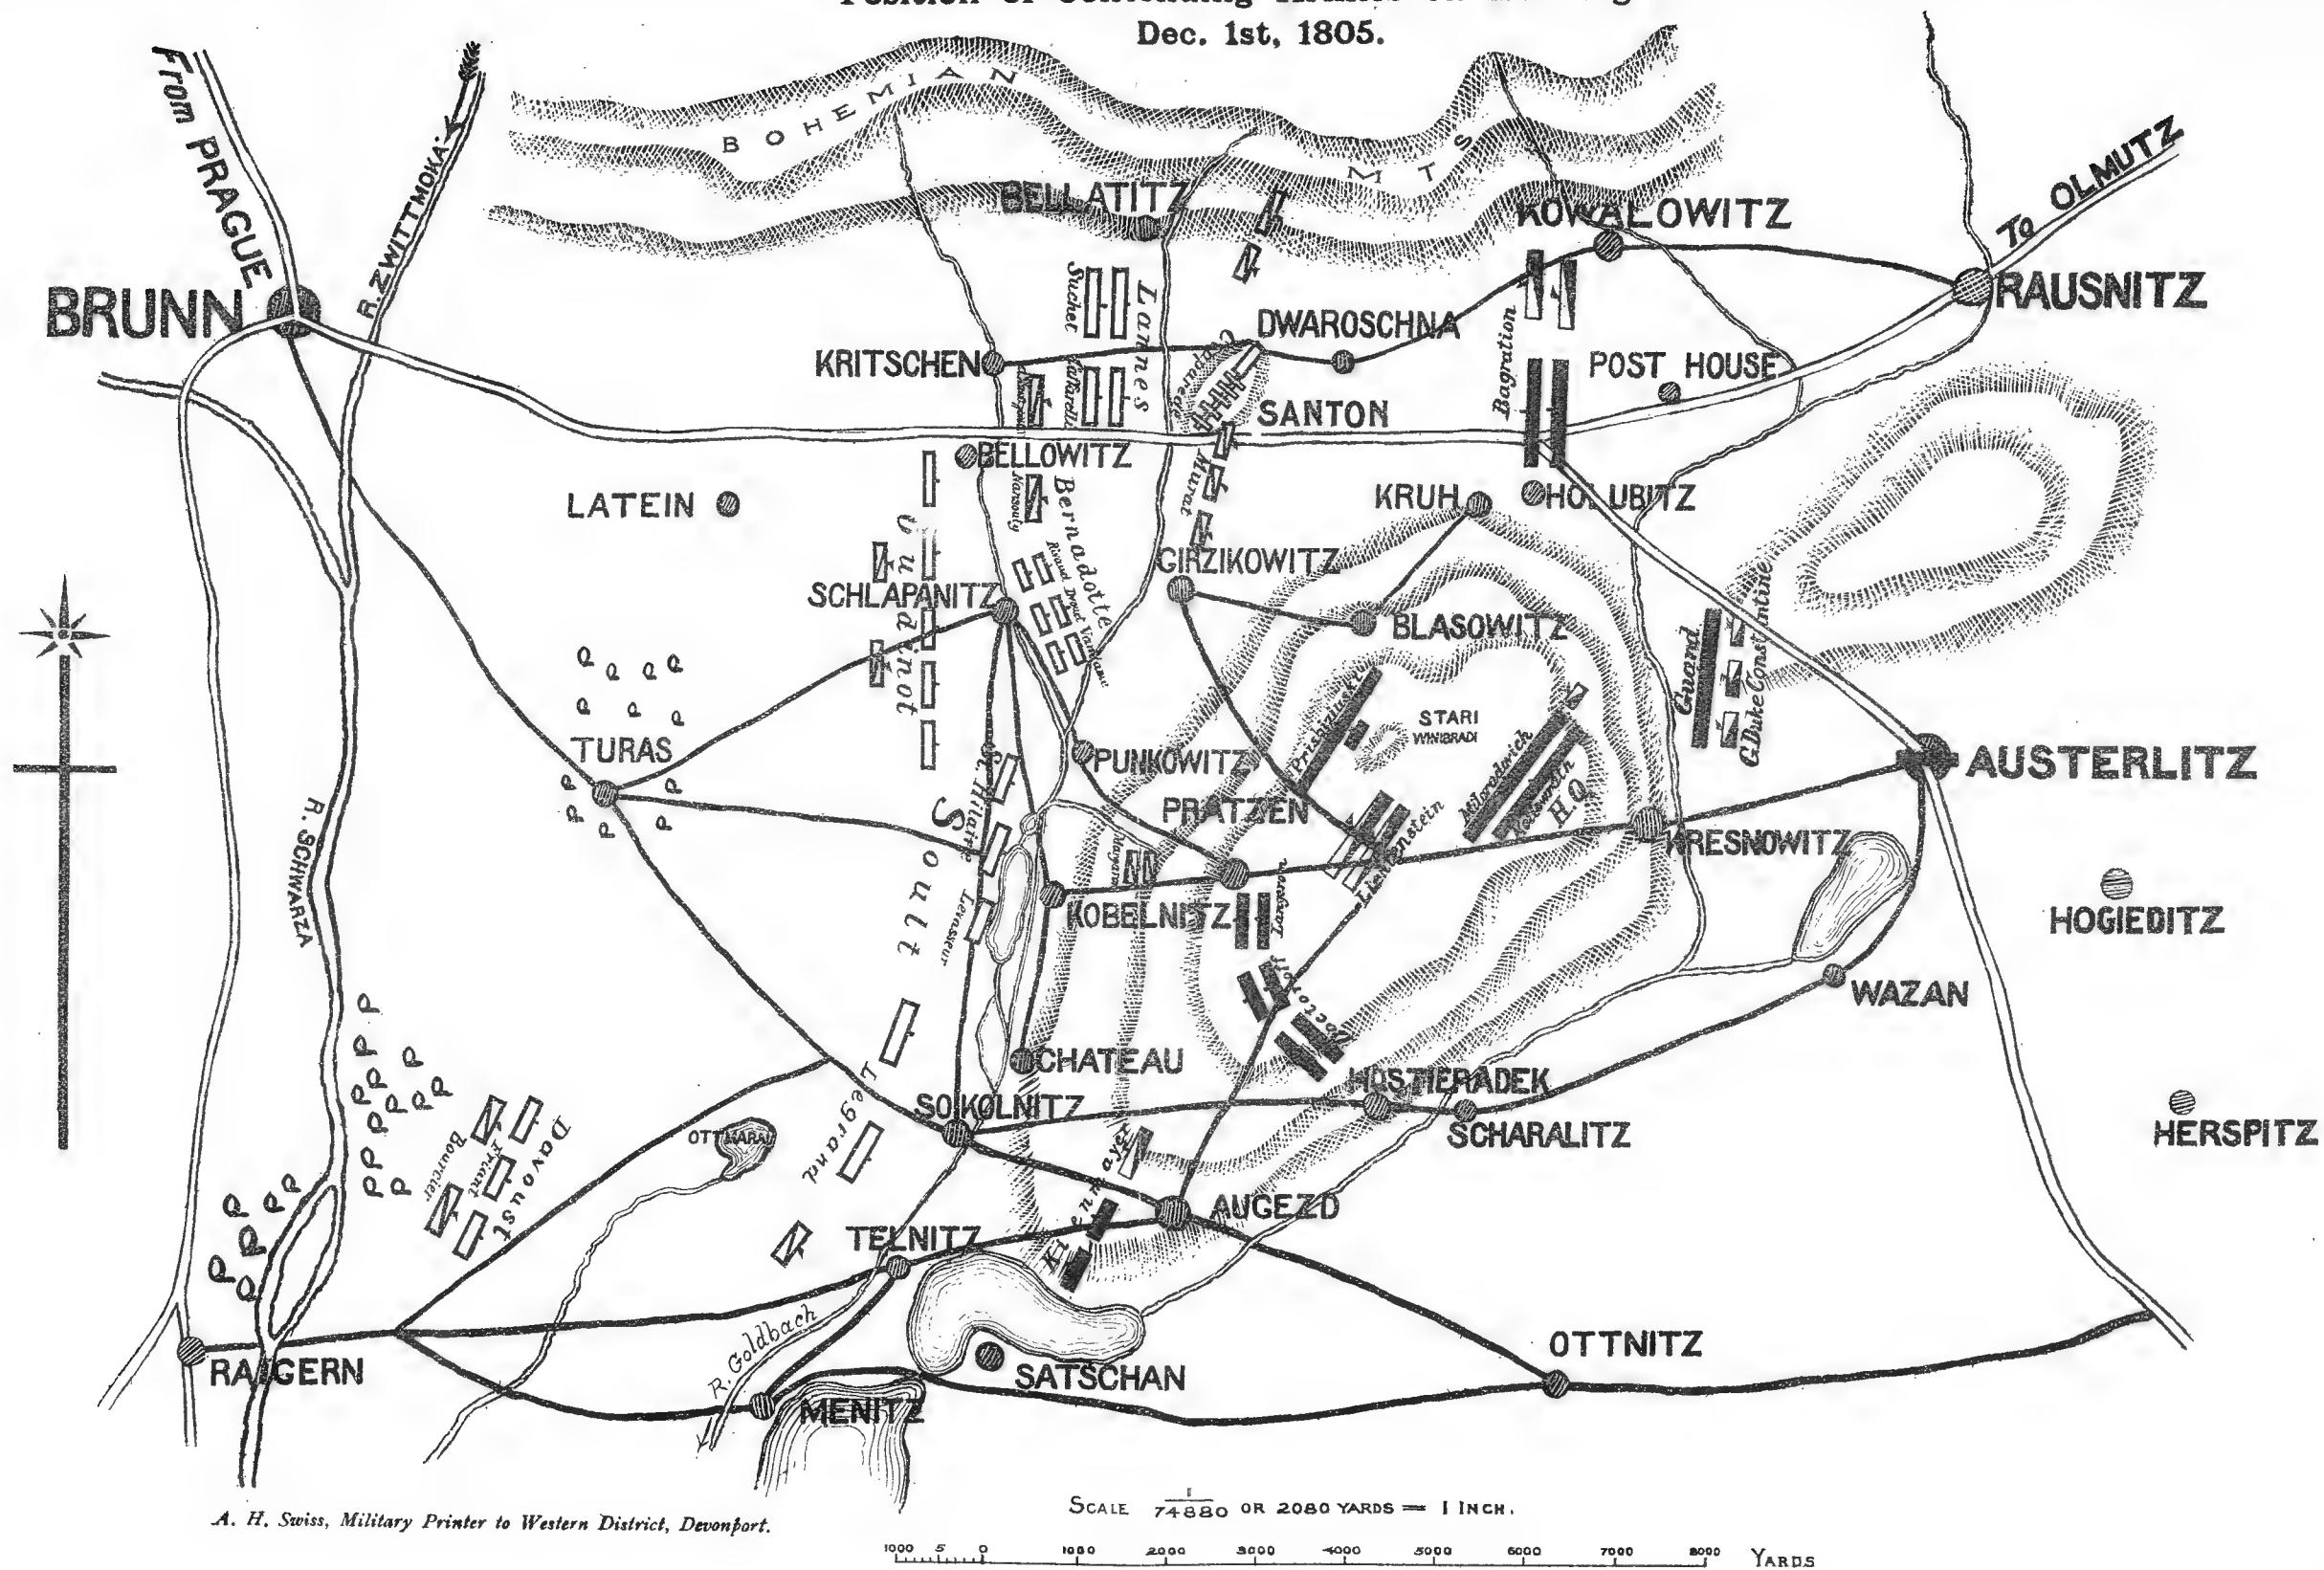 Dec. 1st, 1805.
From PRAGUE
R. ZWITTMOKA
BOHEMIAN MTS
BELLATITZ
KOWALOWITZ
To OLMUTZ
BRUNN
RAUSNITZ
Suchet
Lannes
DWAROSCHNA
Bagration
KRITSCHEN
POST HOUSE
SANTON
BELLOWITZ
Murat
LATEIN
Nansouty
Bernadotte
KRUH
HOLUBITZ
GIRZIKOWITZ
Oudinot
SCHLAPANITZ
BLASOWITZ
Guard
G. Duke Constantine
STARI
WINIBRADI
TURAS
PUNKOWITZ
AUSTERLITZ
St. Hilaire
PRATZEN
H Q
Lichtenstein
KRESNOWITZ
R. SCHWARZA
Soult
Levasseur
KOBELNITZ
Langeron
HOGIEDITZ
Doctoroff
WAZAN
CHATEAU
Legrand
HOSTIERADEK
SOKOLNITZ
SCHARALITZ
HERSPITZ
Davoust
Friant
Bourcier
Klenmayer
AUGEZD
TELNITZ
R. Goldbach
OTTNITZ
RAIGERN
SATSCHAN
MENITZ
A. H. Swiss, Military Printer to Western District, Devonport.
SCALE 1/74880 OR 2080 YARDS = 1 INCH.
1000 5 0 1000 2000 3000 4000 5000 6000 7000 8000 YARDS